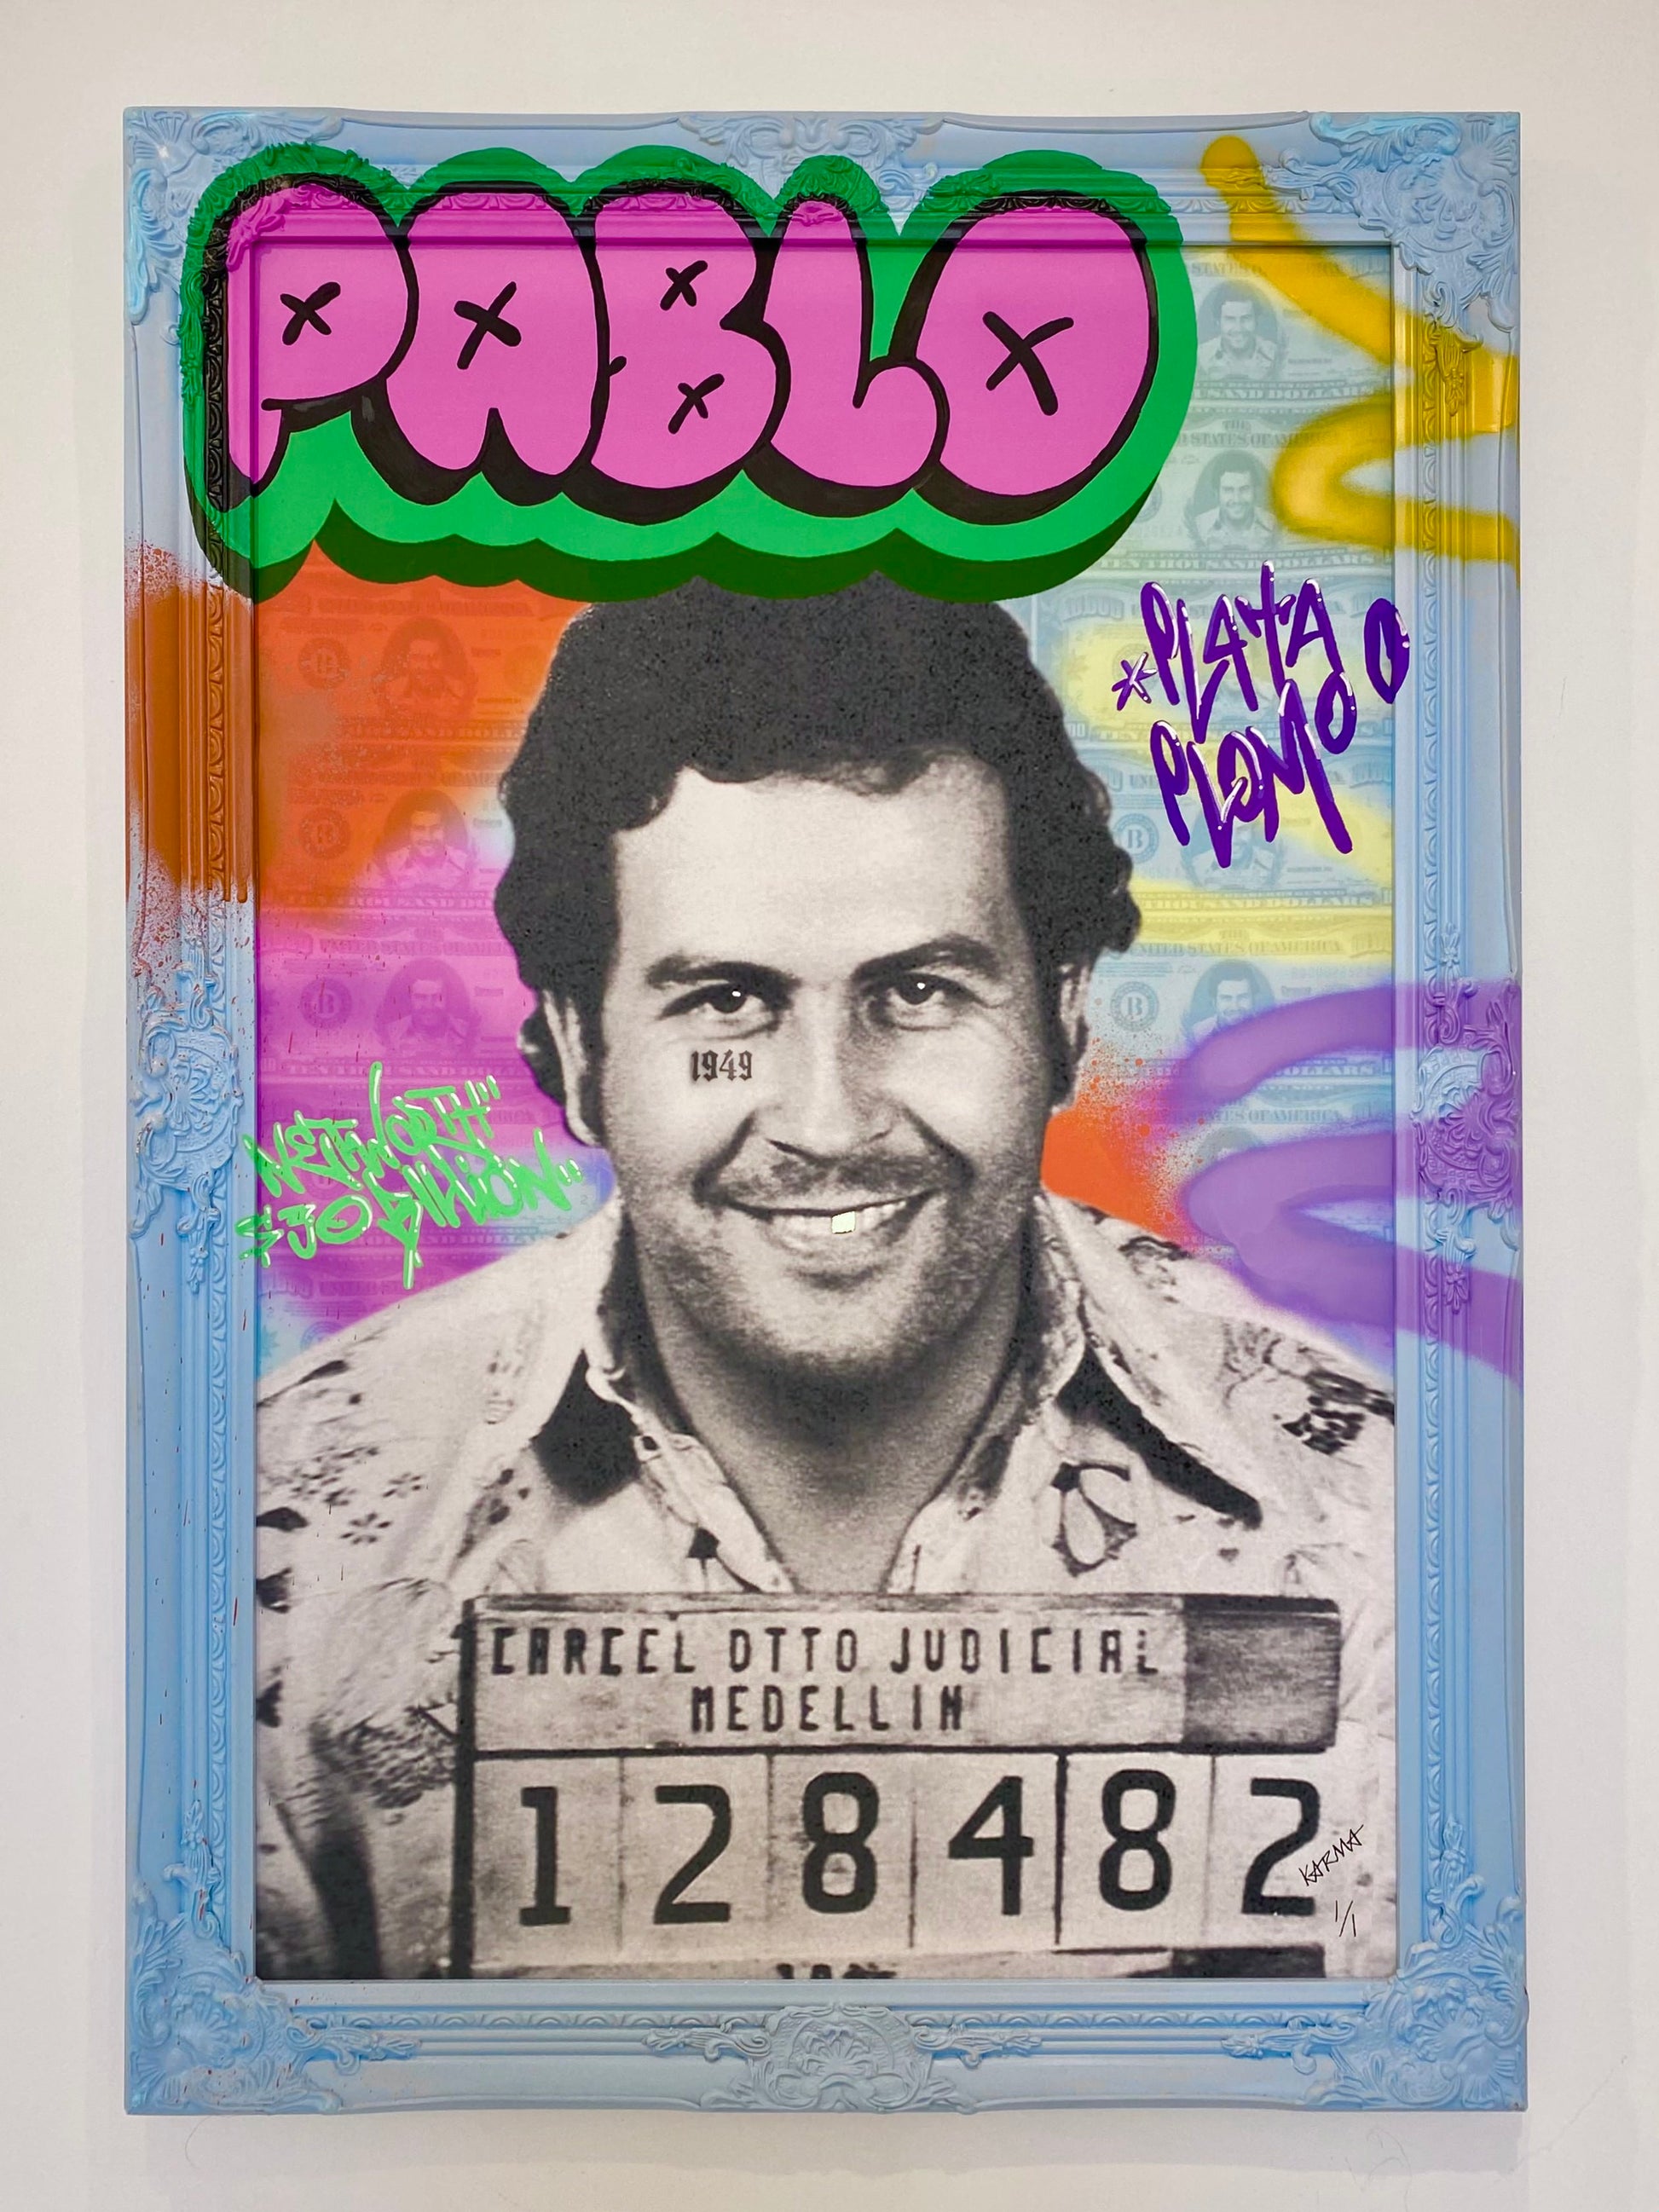 PABLO
*PLATA O
PLOMO
1949
NETWORTH"
$30 BILLION"
CARCEL DTTO JUDICIAL
MEDELLIN
128482
KARMA
1/1